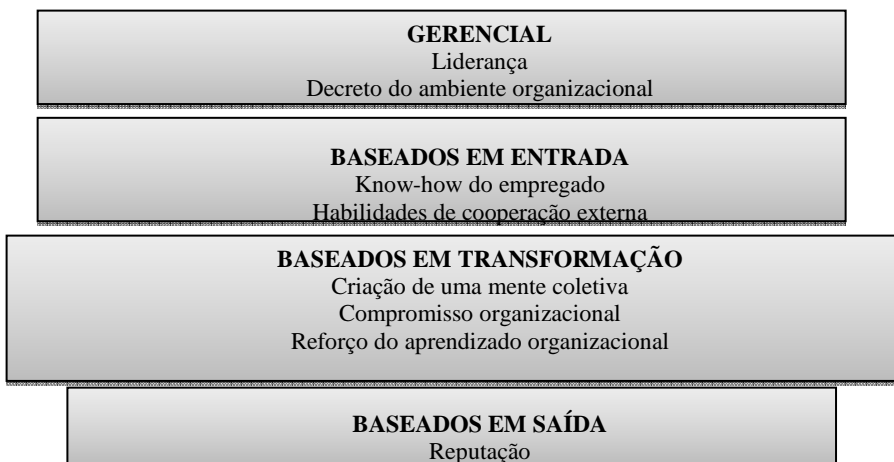 GERENCIAL
Liderança
Decreto do ambiente organizacional
BASEADOS EM ENTRADA
Know-how do empregado
Habilidades de cooperação externa
BASEADOS EM TRANSFORMAÇÃO
Criação de uma mente coletiva
Compromisso organizacional
Reforço do aprendizado organizacional
BASEADOS EM SAÍDA
Reputação